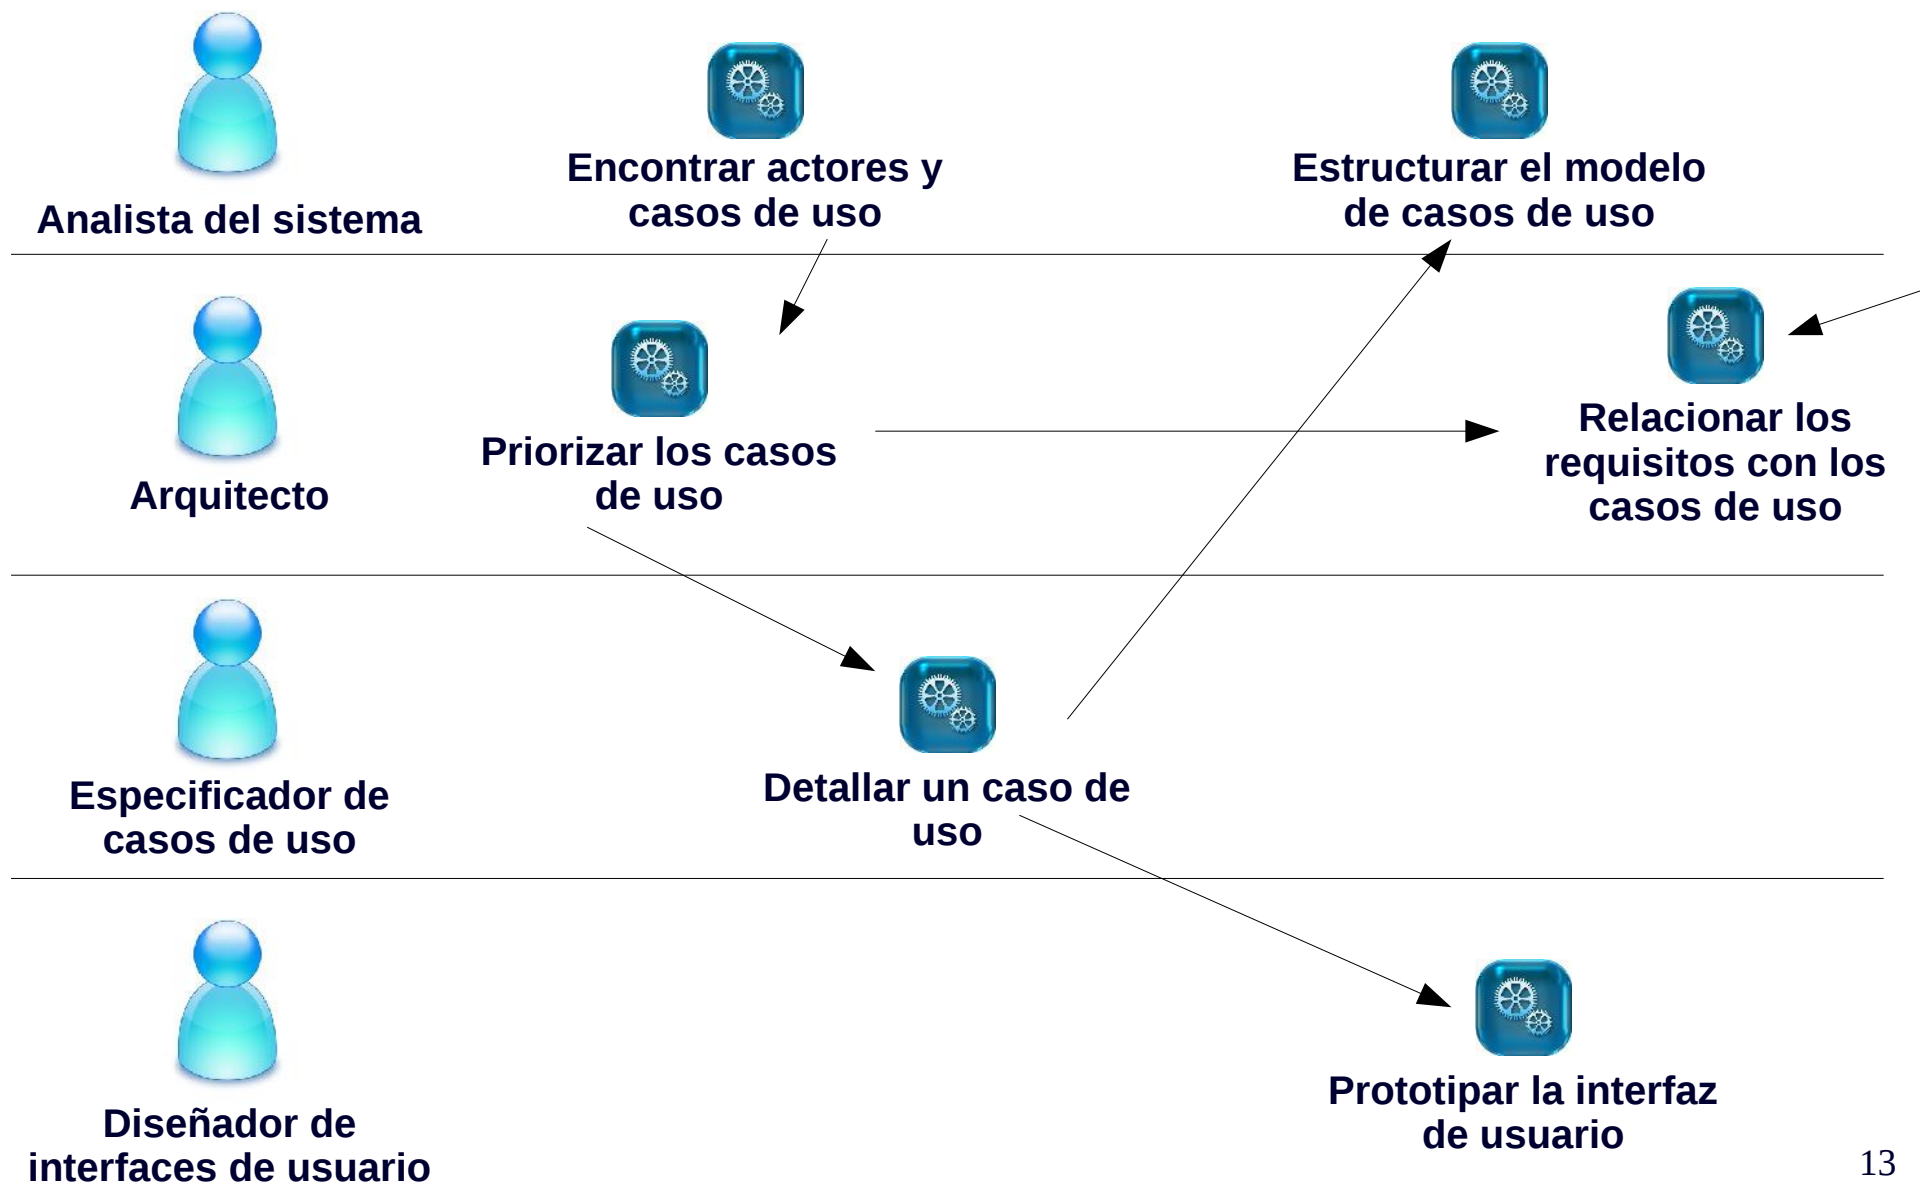 Analista del sistema
Encontrar actores y
casos de uso
Estructurar el modelo
de casos de uso
Arquitecto
Priorizar los casos
de uso
Relacionar los
requisitos con los
casos de uso
Especificador de
casos de uso
Detallar un caso de
uso
Diseñador de
interfaces de usuario
Prototipar la interfaz
de usuario
13